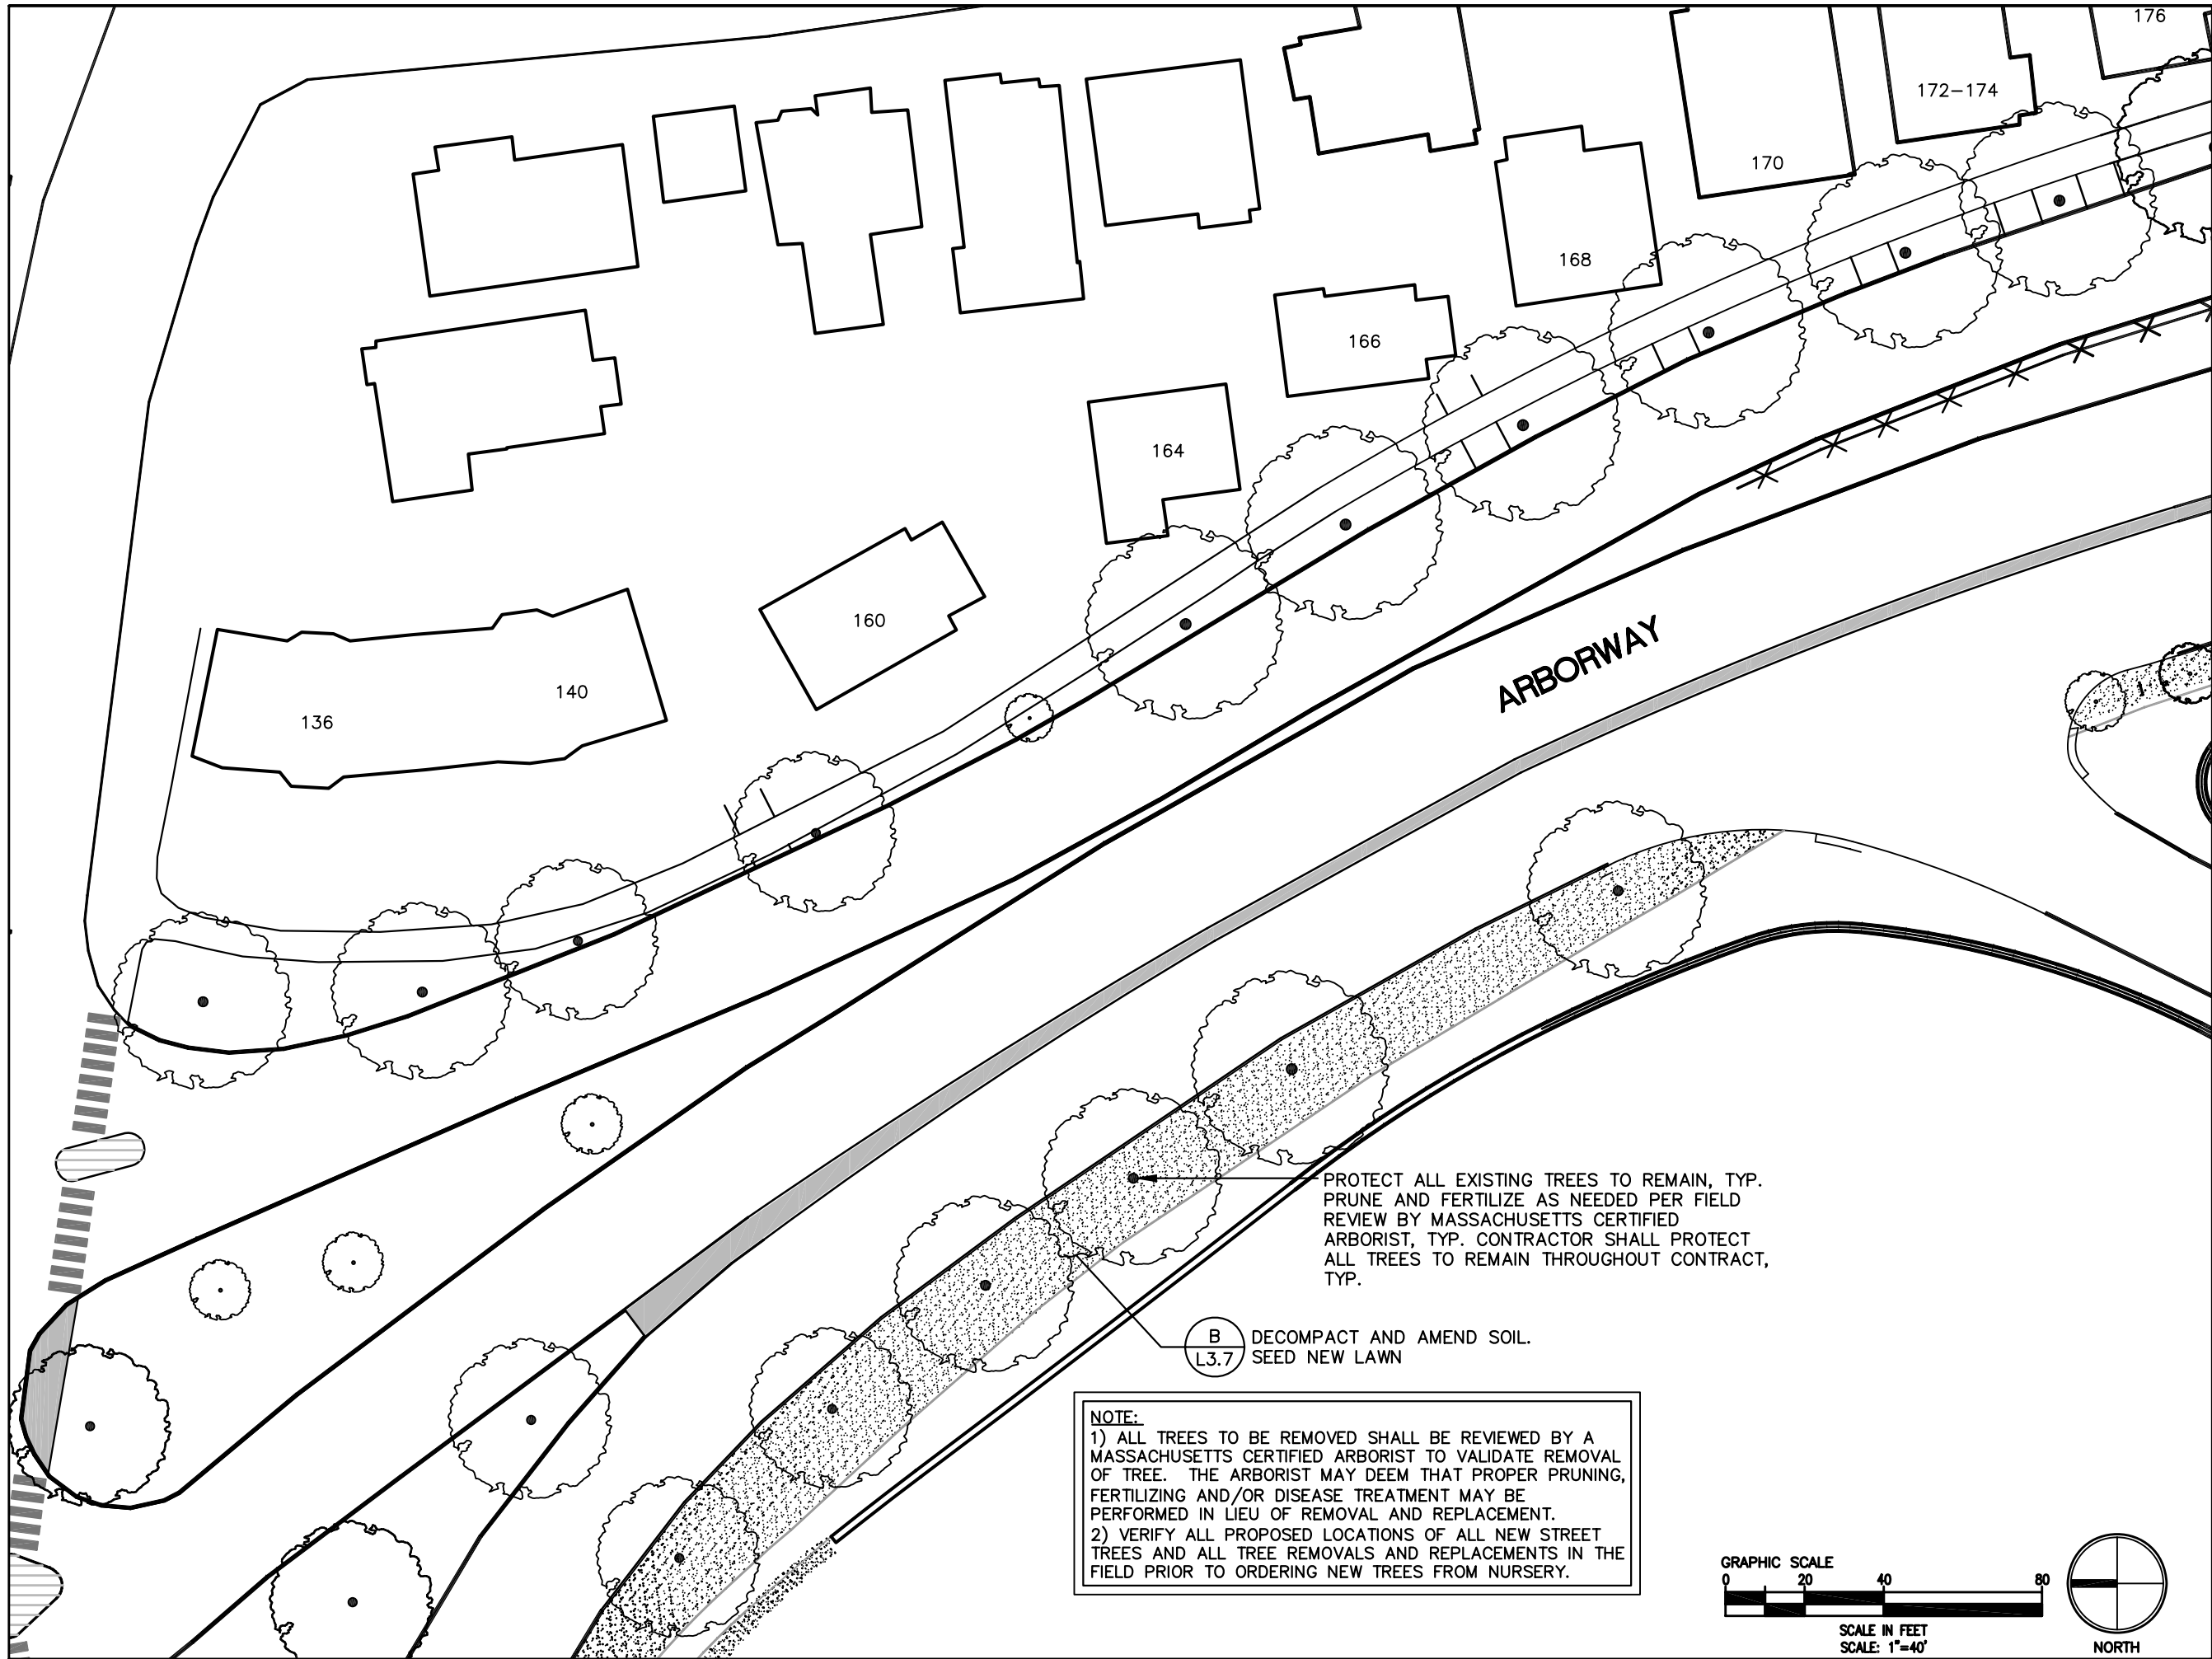 176
172–174
170
168
166
164
160
140
136
ARBORWAY
PROTECT ALL EXISTING TREES TO REMAIN, TYP.
PRUNE AND FERTILIZE AS NEEDED PER FIELD
REVIEW BY MASSACHUSETTS CERTIFIED
ARBORIST, TYP. CONTRACTOR SHALL PROTECT
ALL TREES TO REMAIN THROUGHOUT CONTRACT,
TYP.
B
L3.7
DECOMPACT AND AMEND SOIL.
SEED NEW LAWN
NOTE:
1) ALL TREES TO BE REMOVED SHALL BE REVIEWED BY A
MASSACHUSETTS CERTIFIED ARBORIST TO VALIDATE REMOVAL
OF TREE. THE ARBORIST MAY DEEM THAT PROPER PRUNING,
FERTILIZING AND/OR DISEASE TREATMENT MAY BE
PERFORMED IN LIEU OF REMOVAL AND REPLACEMENT.
2) VERIFY ALL PROPOSED LOCATIONS OF ALL NEW STREET
TREES AND ALL TREE REMOVALS AND REPLACEMENTS IN THE
FIELD PRIOR TO ORDERING NEW TREES FROM NURSERY.
GRAPHIC SCALE
0 20 40 80
SCALE IN FEET
SCALE: 1"=40'
NORTH